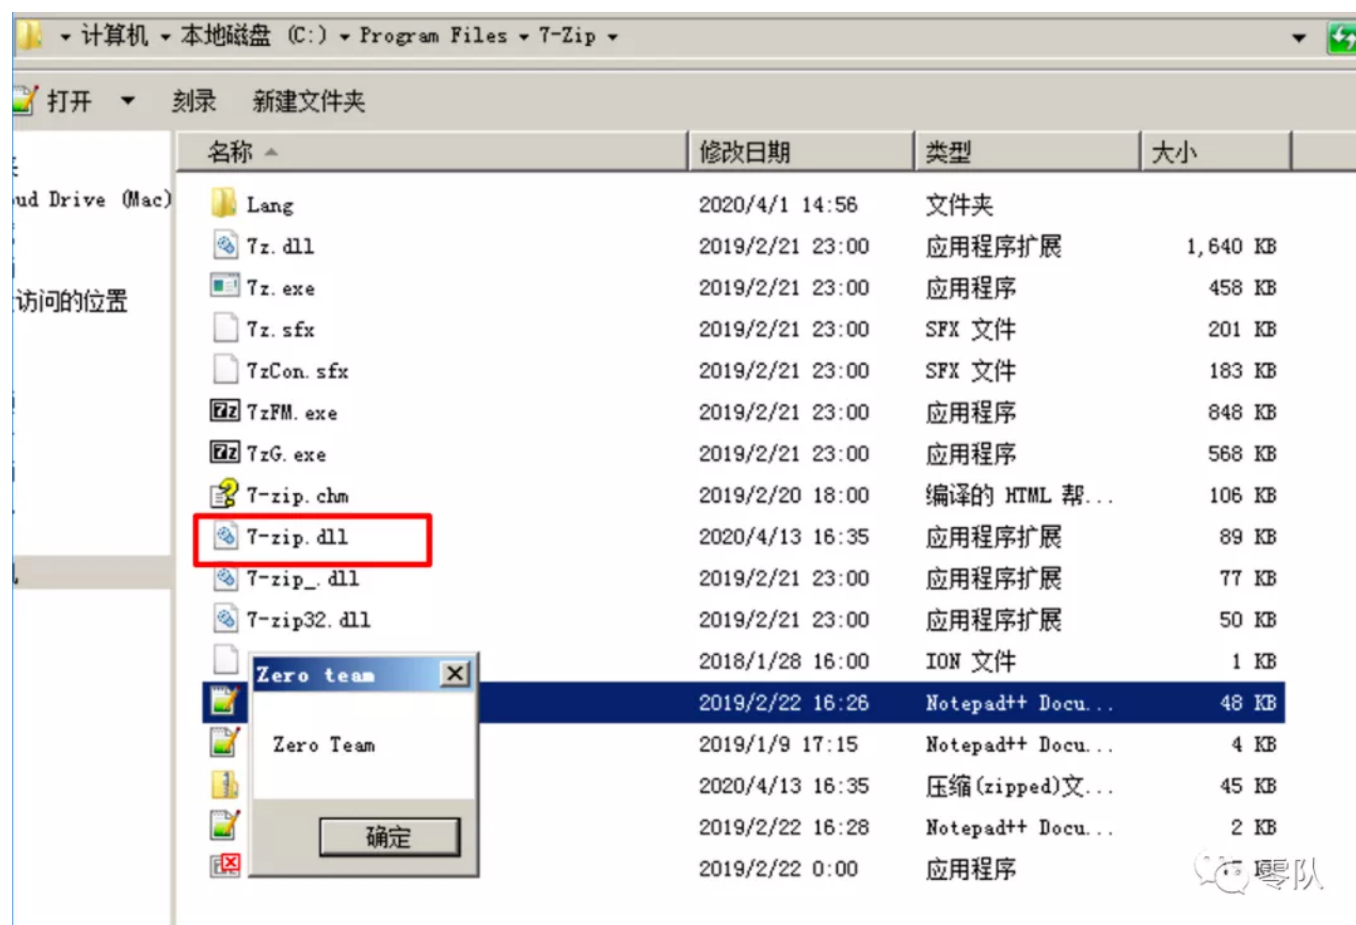 计算机 本地磁盘 (C:) Program Files 7-Zip
打开 刻录 新建文件夹
名称 修改日期 类型 大小
Lang 2020/4/1 14:56 文件夹
ud Drive (Mac)
7z.dll 2019/2/21 23:00 应用程序扩展 1,640 KB
7z.exe 2019/2/21 23:00 应用程序 458 KB
访问的位置
7z.sfx 2019/2/21 23:00 SFX 文件 201 KB
7zCon.sfx 2019/2/21 23:00 SFX 文件 183 KB
7zFM.exe 2019/2/21 23:00 应用程序 848 KB
7zG.exe 2019/2/21 23:00 应用程序 568 KB
7-zip.chm 2019/2/20 18:00 编译的 HTML 帮... 106 KB
7-zip.dll 2020/4/13 16:35 应用程序扩展 89 KB
7-zip_.dll 2019/2/21 23:00 应用程序扩展 77 KB
7-zip32.dll 2019/2/21 23:00 应用程序扩展 50 KB
2018/1/28 16:00 ION 文件 1 KB
Zero team
2019/2/22 16:26 Notepad++ Docu... 48 KB
Zero Team
2019/1/9 17:15 Notepad++ Docu... 4 KB
2020/4/13 16:35 压缩(zipped)文... 45 KB
确定
2019/2/22 16:28 Notepad++ Docu... 2 KB
2019/2/22 0:00 应用程序
零队